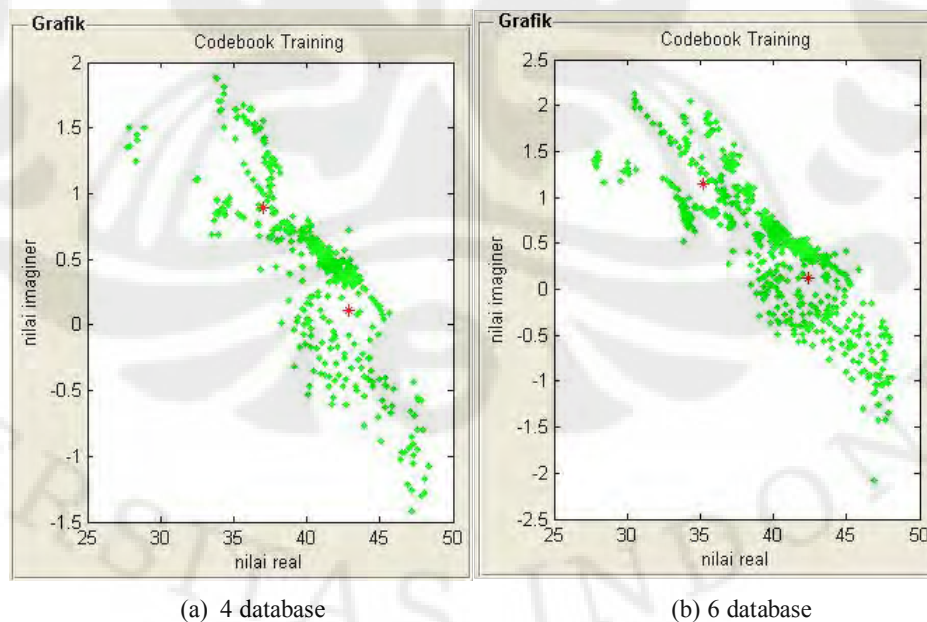 Grafik
Codebook Training
2
1.5
1
0.5
0
-0.5
-1
-1.5
25 30 35 40 45 50
nilai imaginer
nilai real
(a) 4 database
Grafik
Codebook Training
2.5
2
1.5
1
0.5
0
-0.5
-1
-1.5
-2
-2.5
25 30 35 40 45 50
nilai imaginer
nilai real
(b) 6 database